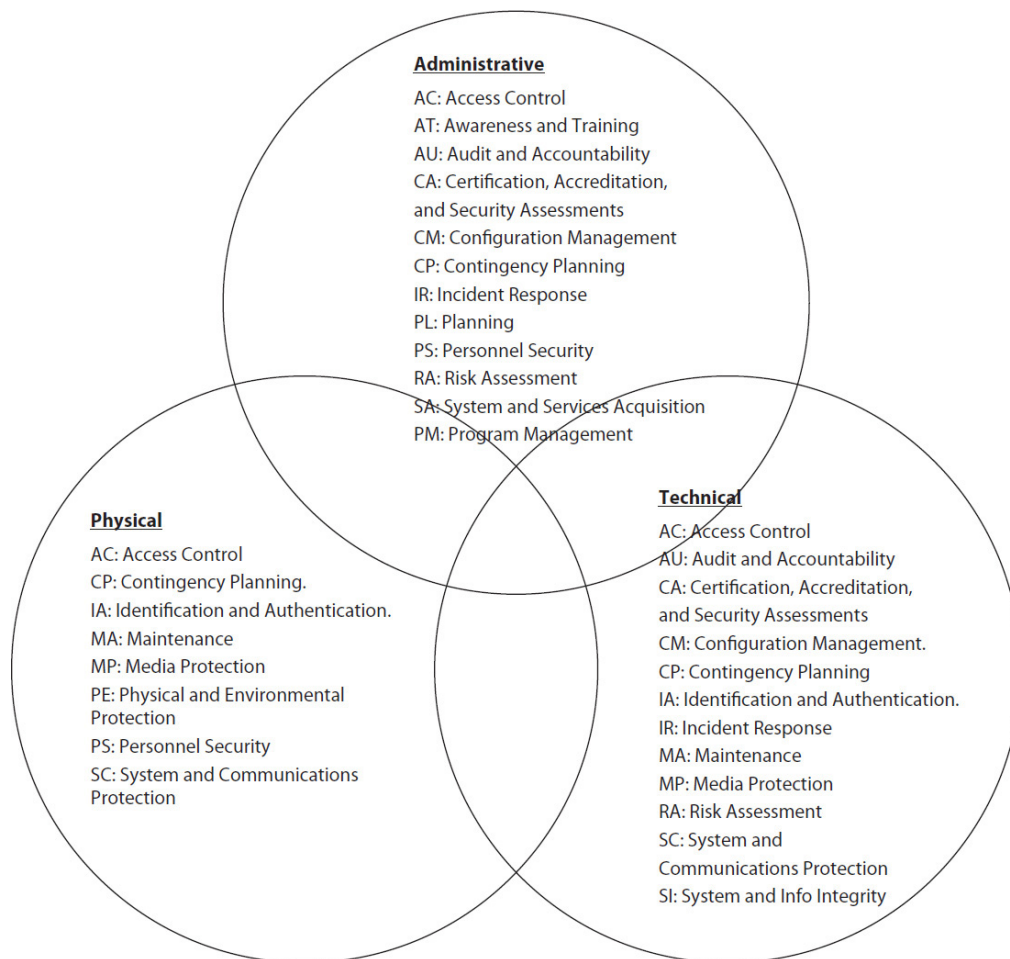 Administrative
AC: Access Control
AT: Awareness and Training
AU: Audit and Accountability
CA: Certification, Accreditation,
and Security Assessments
CM: Configuration Management
CP: Contingency Planning
IR: Incident Response
PL: Planning
PS: Personnel Security
RA: Risk Assessment
SA: System and Services Acquisition
PM: Program Management
Physical
AC: Access Control
CP: Contingency Planning.
IA: Identification and Authentication.
MA: Maintenance
MP: Media Protection
PE: Physical and Environmental
Protection
PS: Personnel Security
SC: System and Communications
Protection
Technical
AC: Access Control
AU: Audit and Accountability
CA: Certification, Accreditation,
and Security Assessments
CM: Configuration Management.
CP: Contingency Planning
IA: Identification and Authentication.
IR: Incident Response
MA: Maintenance
MP: Media Protection
RA: Risk Assessment
SC: System and
Communications Protection
SI: System and Info Integrity